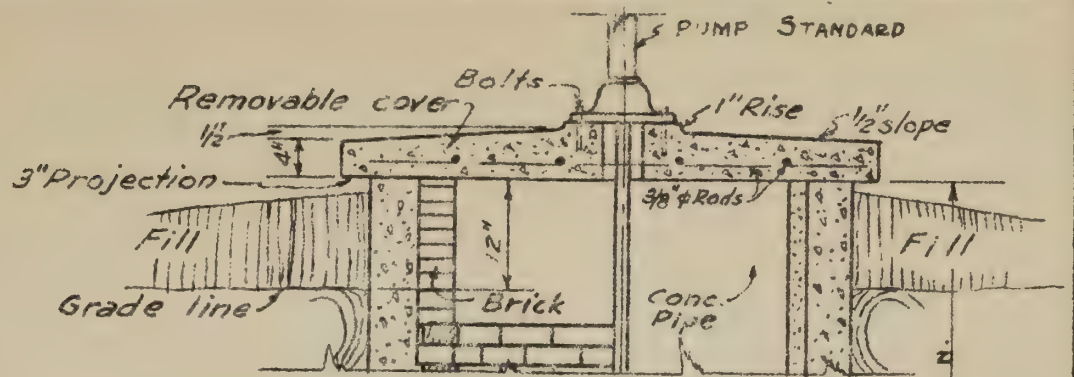 PUMP STANDARD
Bolts
Removable cover
1" Rise
1/2"
1/2" slope
4"
3" Projection
3/8" ϕ Rods
Fill
12"
Fill
Grade line
Brick
Conc.
Pipe